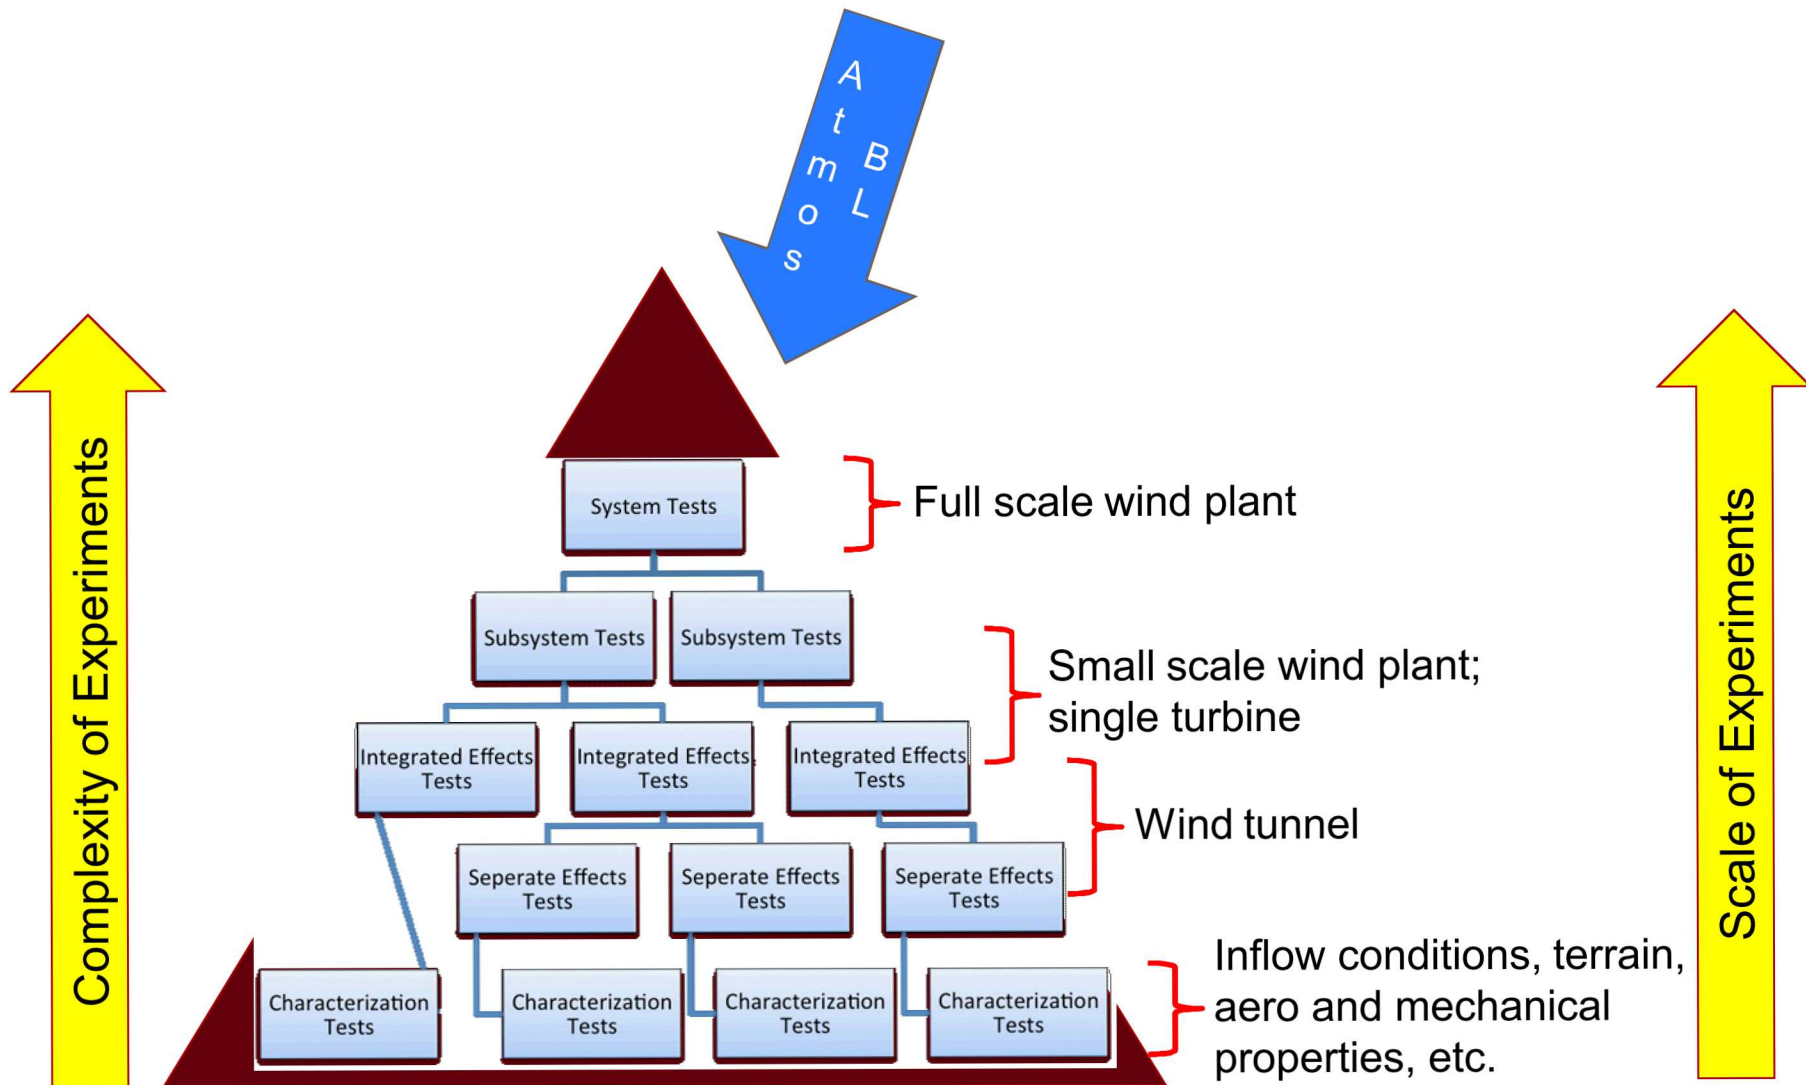 Atmos
BL
Complexity of Experiments
Scale of Experiments
System Tests
Full scale wind plant
Subsystem Tests
Subsystem Tests
Small scale wind plant;
single turbine
Integrated Effects
Tests
Integrated Effects
Tests
Integrated Effects
Tests
Wind tunnel
Seperate Effects
Tests
Seperate Effects
Tests
Seperate Effects
Tests
Characterization
Tests
Characterization
Tests
Characterization
Tests
Characterization
Tests
Inflow conditions, terrain,
aero and mechanical
properties, etc.